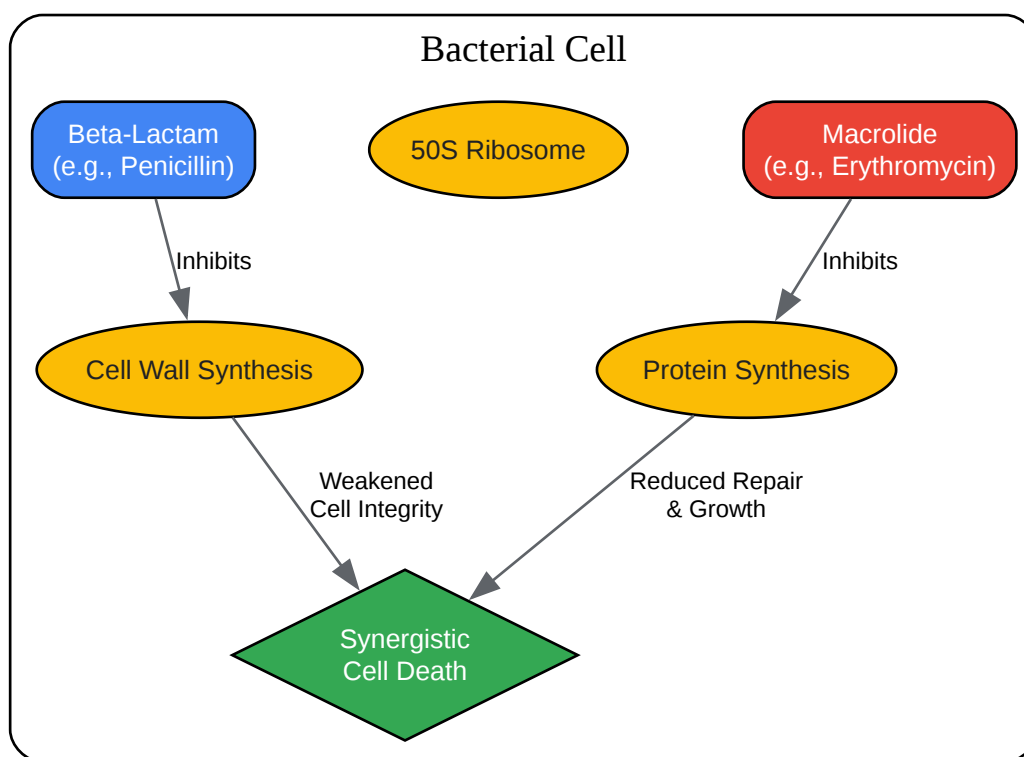 Bacterial Cell
Beta-Lactam
(e.g., Penicillin)
50S Ribosome
Macrolide
(e.g., Erythromycin)
Inhibits
Inhibits
Cell Wall Synthesis
Protein Synthesis
Weakened
Cell Integrity
Reduced Repair
& Growth
Synergistic
Cell Death